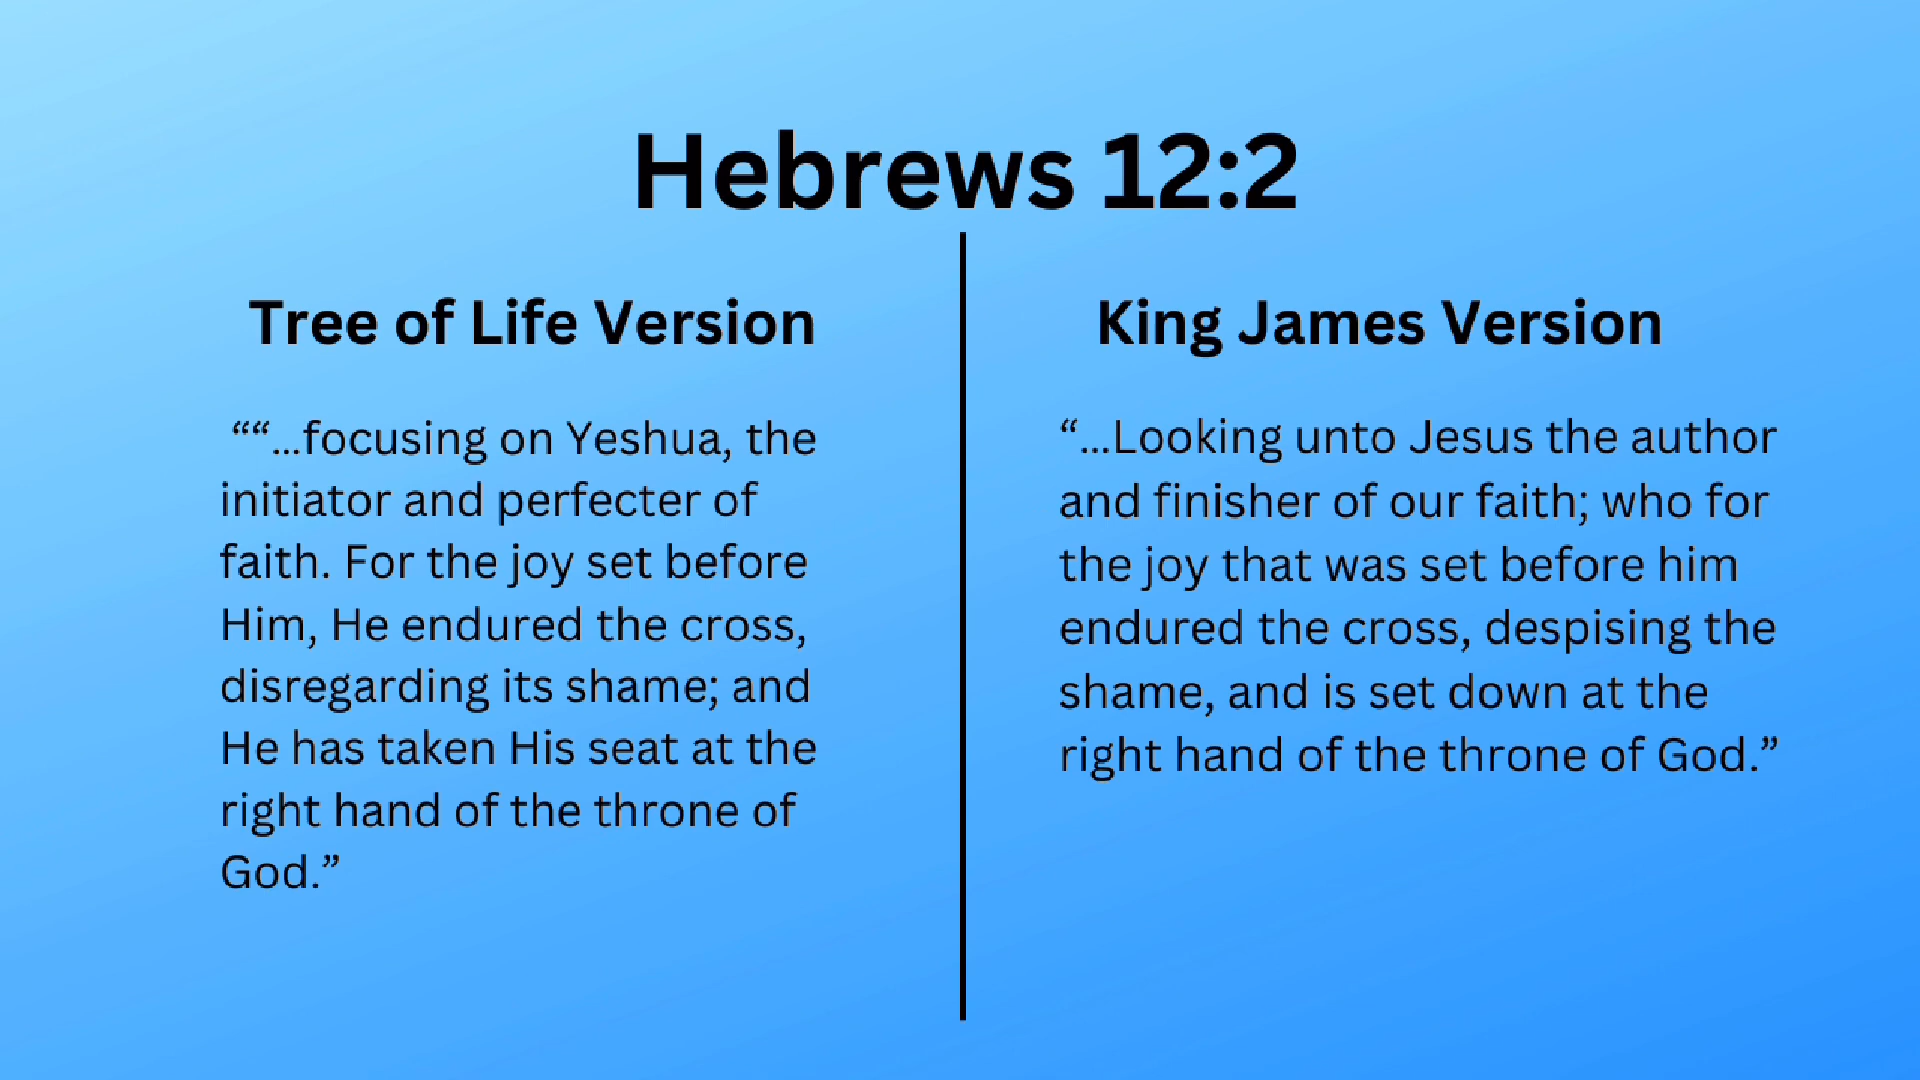 Hebrews 12:2
Tree of Life Version
““...focusing on Yeshua, the
initiator and perfecter of
faith. For the joy set before
Him, He endured the cross,
disregarding its shame; and
He has taken His seat at the
right hand of the throne of
God.”
King James Version
“...Looking unto Jesus the author
and finisher of our faith; who for
the joy that was set before him
endured the cross, despising the
shame, and is set down at the
right hand of the throne of God.”